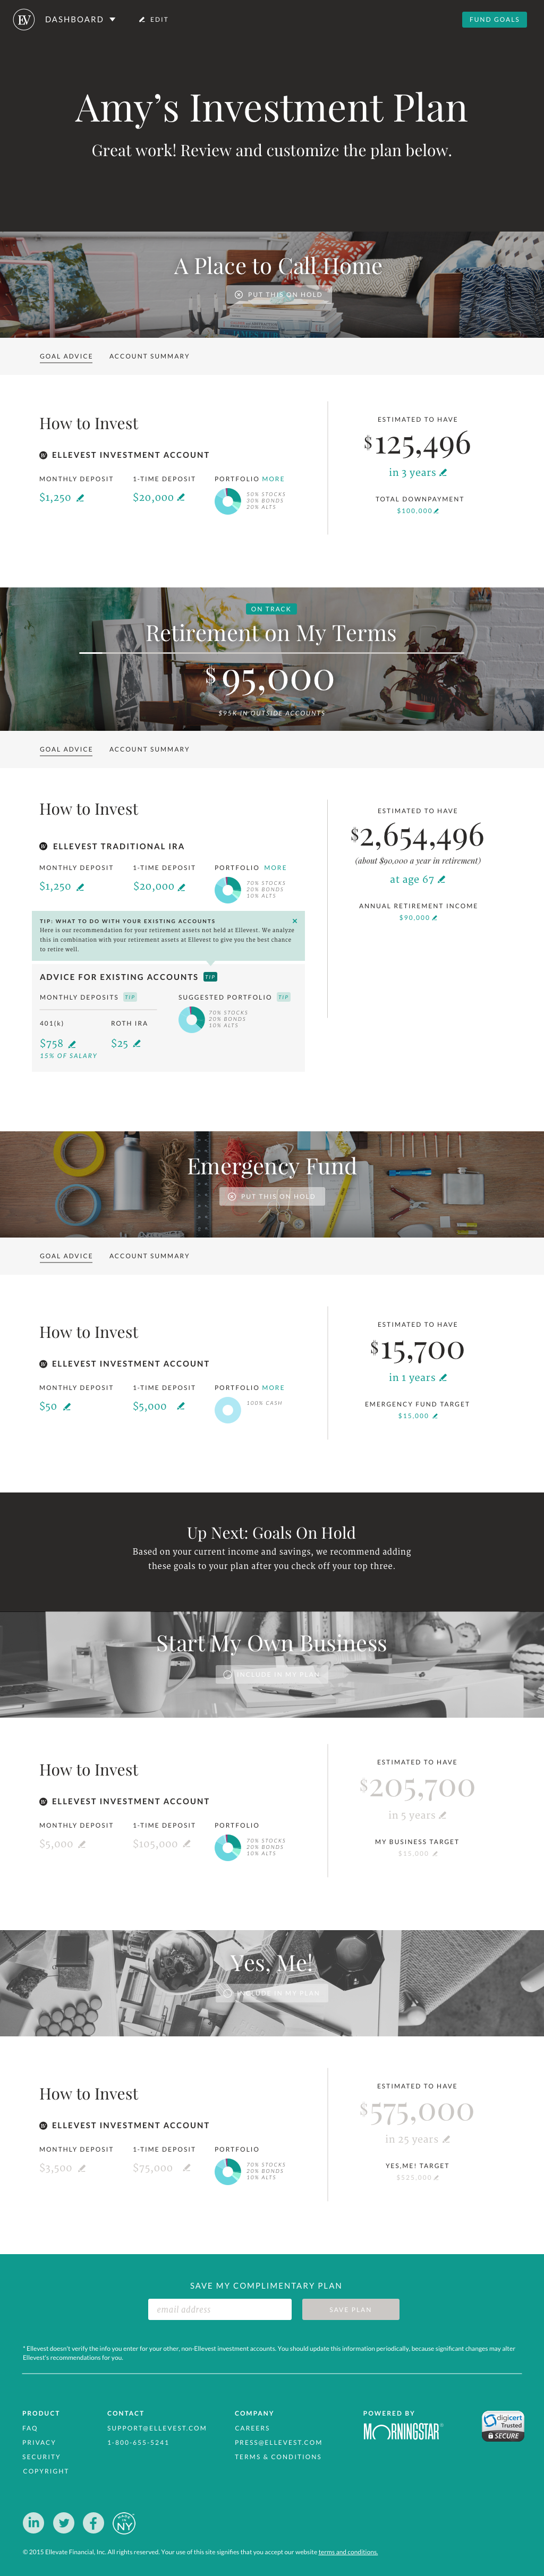 EV DASHBOARD EDIT FUND GOALS
Amy's Investment Plan
Great work! Review and customize the plan below.
A Place to Call Home
PUT THIS ON HOLD
GOAL ADVICE ACCOUNT SUMMARY
How to Invest
ELLEVEST INVESTMENT ACCOUNT
MONTHLY DEPOSIT 1-TIME DEPOSIT PORTFOLIO MORE
$1,250 $20,000
50% STOCKS
30% BONDS
20% ALTS
ESTIMATED TO HAVE
$125,496
in 3 years
TOTAL DOWNPAYMENT
$100,000
ON TRACK
Retirement on My Terms
$95,000
$95K IN OUTSIDE ACCOUNTS
GOAL ADVICE ACCOUNT SUMMARY
How to Invest
ELLEVEST TRADITIONAL IRA
MONTHLY DEPOSIT 1-TIME DEPOSIT PORTFOLIO MORE
$1,250 $20,000
70% STOCKS
20% BONDS
10% ALTS
TIP: WHAT TO DO WITH YOUR EXISTING ACCOUNTS
Here is our recommendation for your retirement assets not held at Ellevest. We analyze
this in combination with your retirement assets at Ellevest to give you the best chance
to retire well.
ADVICE FOR EXISTING ACCOUNTS TIP
MONTHLY DEPOSITS TIP SUGGESTED PORTFOLIO TIP
401(k) ROTH IRA
$758 $25
15% OF SALARY
70% STOCKS
20% BONDS
10% ALTS
ESTIMATED TO HAVE
$2,654,496
(about $90,000 a year in retirement)
at age 67
ANNUAL RETIREMENT INCOME
$90,000
Emergency Fund
PUT THIS ON HOLD
GOAL ADVICE ACCOUNT SUMMARY
How to Invest
ELLEVEST INVESTMENT ACCOUNT
MONTHLY DEPOSIT 1-TIME DEPOSIT PORTFOLIO MORE
$50 $5,000
100% CASH
ESTIMATED TO HAVE
$15,700
in 1 years
EMERGENCY FUND TARGET
$15,000
Up Next: Goals On Hold
Based on your current income and savings, we recommend adding
these goals to your plan after you check off your top three.
Start My Own Business
INCLUDE IN MY PLAN
How to Invest
ELLEVEST INVESTMENT ACCOUNT
MONTHLY DEPOSIT 1-TIME DEPOSIT PORTFOLIO
$5,000 $105,000
70% STOCKS
20% BONDS
10% ALTS
ESTIMATED TO HAVE
$205,700
in 5 years
MY BUSINESS TARGET
$15,000
Yes, Me!
INCLUDE IN MY PLAN
How to Invest
ELLEVEST INVESTMENT ACCOUNT
MONTHLY DEPOSIT 1-TIME DEPOSIT PORTFOLIO
$3,500 $75,000
70% STOCKS
20% BONDS
10% ALTS
ESTIMATED TO HAVE
$575,000
in 25 years
YES,ME! TARGET
$525,000
SAVE MY COMPLIMENTARY PLAN
email address SAVE PLAN
* Ellevest doesn't verify the info you enter for your other, non-Ellevest investment accounts. You should update this information periodically, because significant changes may alter
Ellevest's recommendations for you.
PRODUCT
FAQ
PRIVACY
SECURITY
COPYRIGHT
CONTACT
SUPPORT@ELLEVEST.COM
1-800-655-5241
COMPANY
CAREERS
PRESS@ELLEVEST.COM
TERMS & CONDITIONS
POWERED BY
MORNINGSTAR
digicert
Trusted
SECURE
in f NY
© 2015 Ellevate Financial, Inc. All rights reserved. Your use of this site signifies that you accept our website terms and conditions.